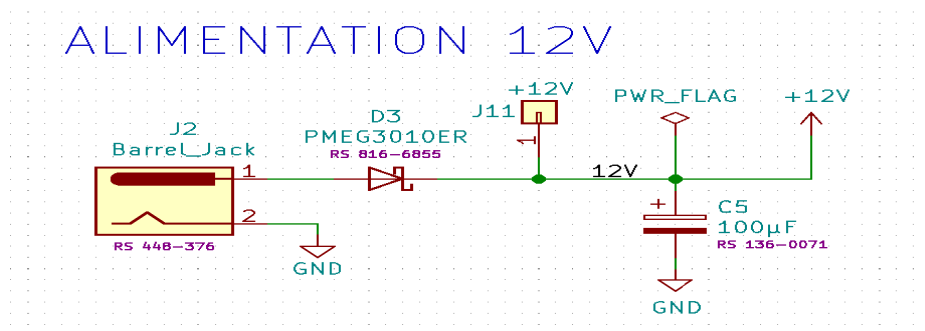 ALIMENTATION 12V
+12V
J11
1
PWR_FLAG
+12V
D3
PMEG3010ER
RS 816-6855
J2
Barrel_Jack
1
2
RS 448-376
GND
12V
+
C5
100µF
RS 136-0071
GND